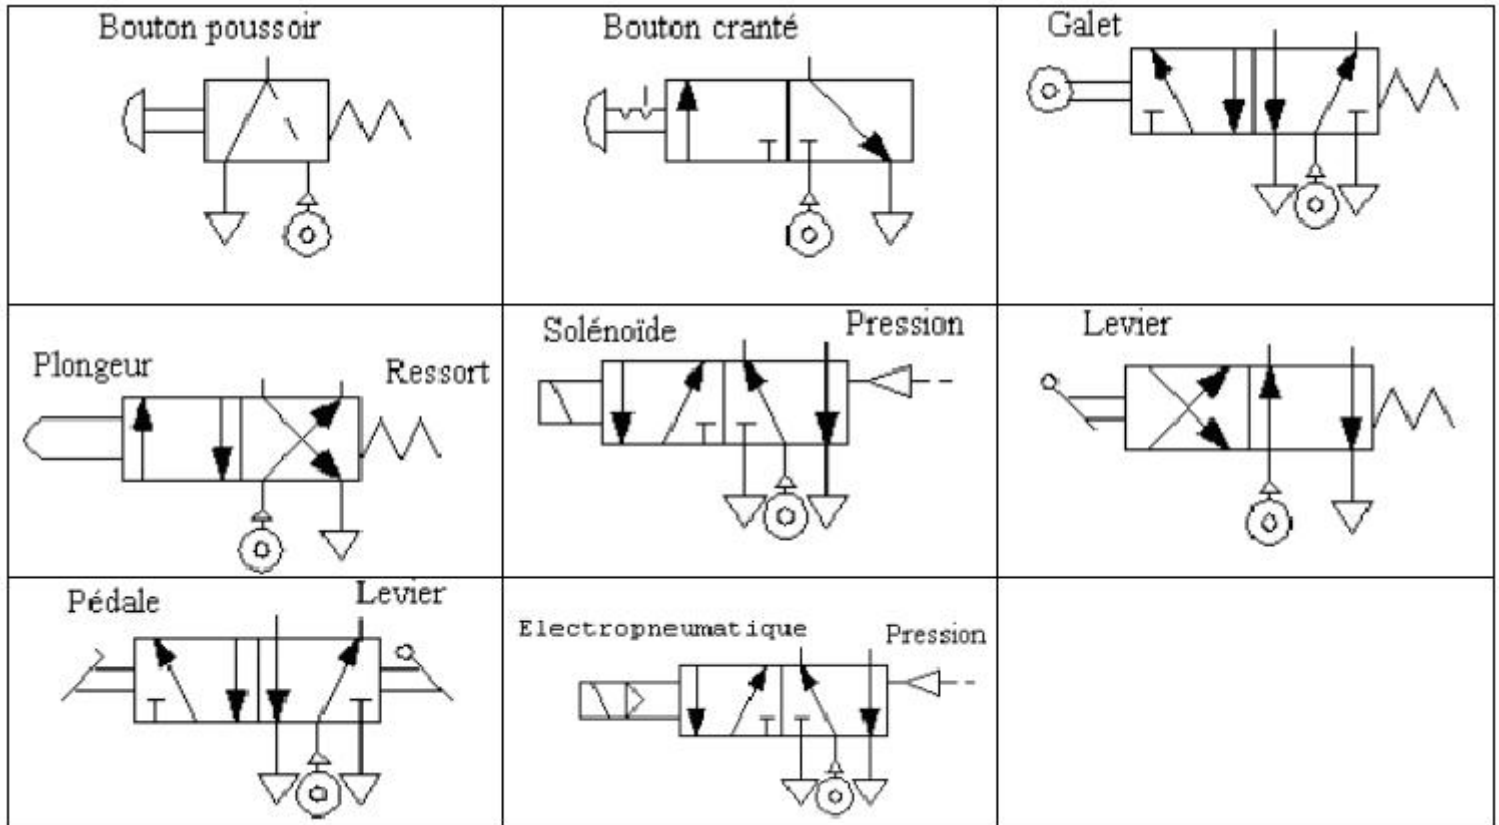 Bouton poussoir
Bouton cranté
Galet
Plongeur
Ressort
Solénoïde
Pression
Levier
Pédale
Levier
Electropneumatique
Pression